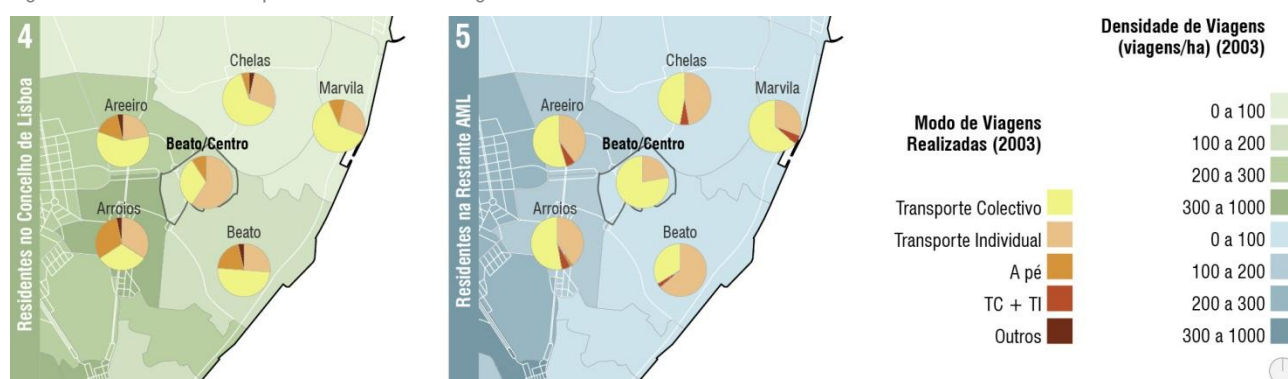 4
Residentes no Concelho de Lisboa
Chelas
Marvila
Areeiro
Beato/Centro
Arroios
Beato
5
Residentes na Restante AML
Chelas
Marvila
Areeiro
Beato/Centro
Arroios
Beato
Modo de Viagens
Realizadas (2003)
Transporte Colectivo
Transporte Individual
A pé
TC + TI
Outros
Densidade de Viagens
(viagens/ha) (2003)
0 a 100
100 a 200
200 a 300
300 a 1000
0 a 100
100 a 200
200 a 300
300 a 1000